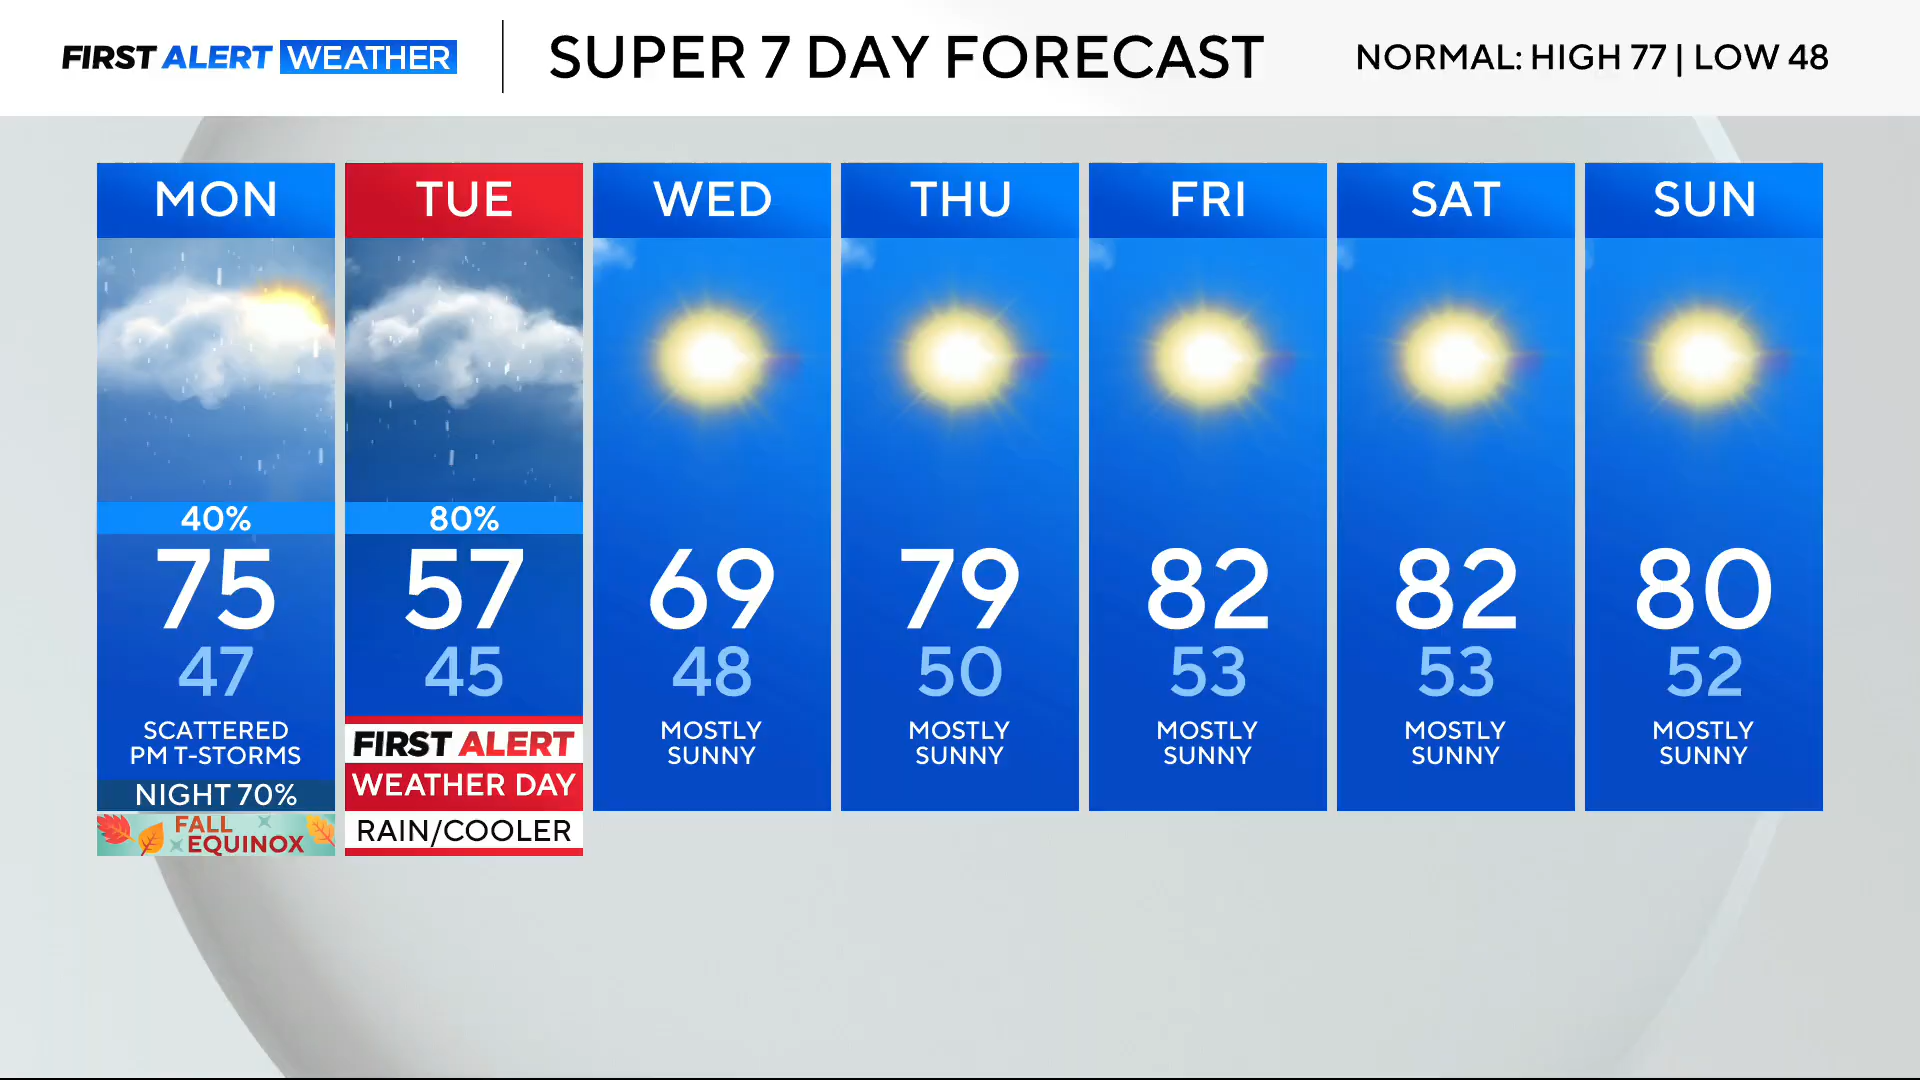 FIRST ALERT WEATHER
SUPER 7 DAY FORECAST
NORMAL: HIGH 77 | LOW 48
MON
40%
75
47
SCATTERED
PM T-STORMS
NIGHT 70%
FALL
EQUINOX
TUE
80%
57
45
FIRST ALERT
WEATHER DAY
RAIN/COOLER
WED
69
48
MOSTLY
SUNNY
THU
79
50
MOSTLY
SUNNY
FRI
82
53
MOSTLY
SUNNY
SAT
82
53
MOSTLY
SUNNY
SUN
80
52
MOSTLY
SUNNY